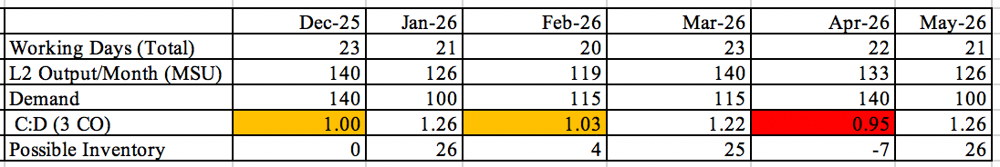 Dec-25 Jan-26 Feb-26 Mar-26 Apr-26 May-26
Working Days (Total) 23 21 20 23 22 21
L2 Output/Month (MSU) 140 126 119 140 133 126
Demand 140 100 115 115 140 100
C:D (3 CO) 1.00 1.26 1.03 1.22 0.95 1.26
Possible Inventory 0 26 4 25 -7 26